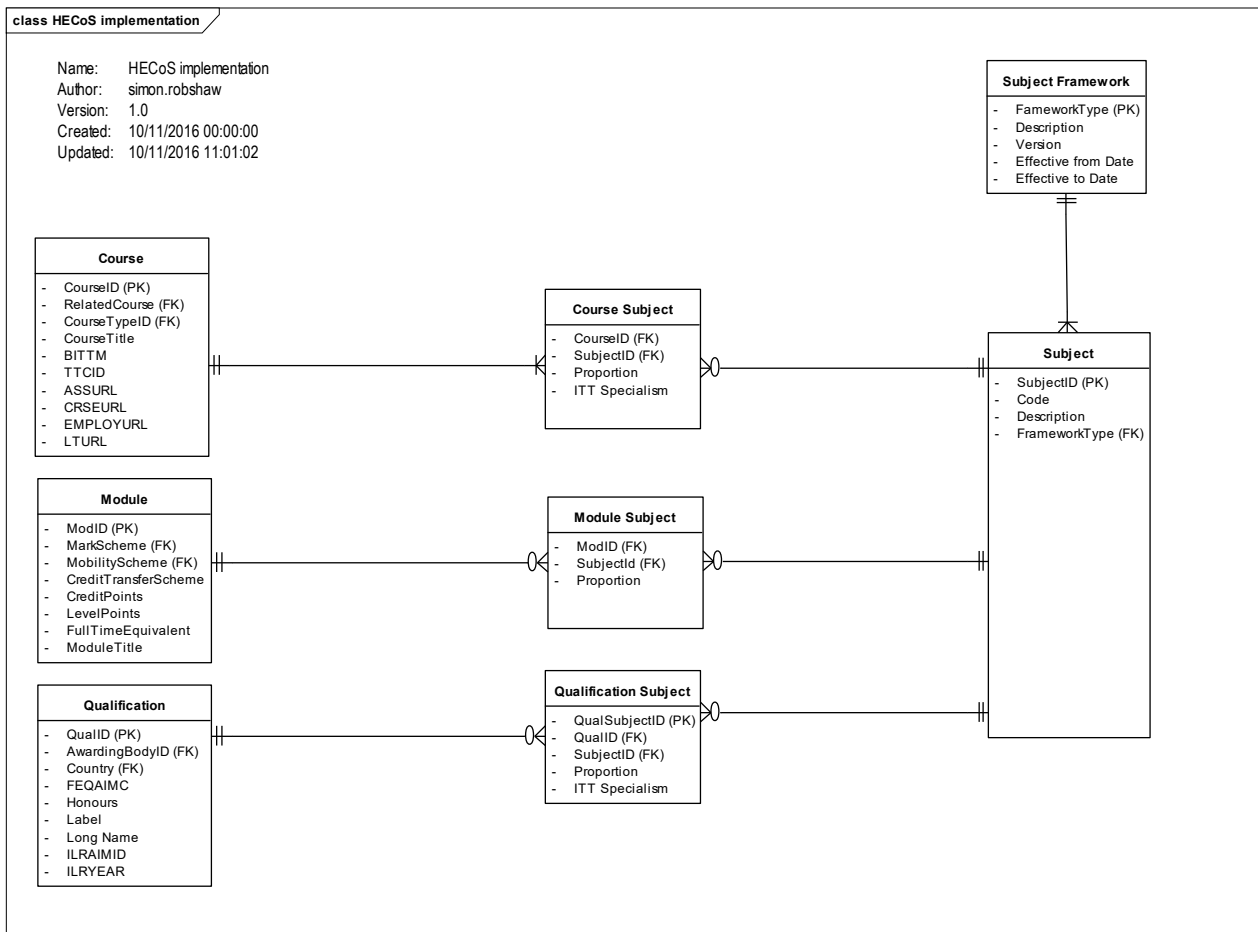 class HECoS implementation
Name: HECoS implementation
Author: simon.robshaw
Version: 1.0
Created: 10/11/2016 00:00:00
Updated: 10/11/2016 11:01:02
Subject Framework
- FameworkType (PK)
- Description
- Version
- Effective from Date
- Effective to Date
Course
- CourseID (PK)
- RelatedCourse (FK)
- CourseTypeID (FK)
- CourseTitle
- BITTM
- TTCID
- ASSURL
- CRSEURL
- EMPLOYURL
- LTURL
Course Subject
- CourseID (FK)
- SubjectID (FK)
- Proportion
- ITT Specialism
Subject
- SubjectID (PK)
- Code
- Description
- FrameworkType (FK)
Module
- ModID (PK)
- MarkScheme (FK)
- MobilityScheme (FK)
- CreditTransferScheme
- CreditPoints
- LevelPoints
- FullTimeEquivalent
- ModuleTitle
Module Subject
- ModID (FK)
- SubjectId (FK)
- Proportion
Qualification
- QualID (PK)
- AwardingBodyID (FK)
- Country (FK)
- FEQAIMC
- Honours
- Label
- Long Name
- ILRAIMID
- ILRYEAR
Qualification Subject
- QualSubjectID (PK)
- QualID (FK)
- SubjectID (FK)
- Proportion
- ITT Specialism